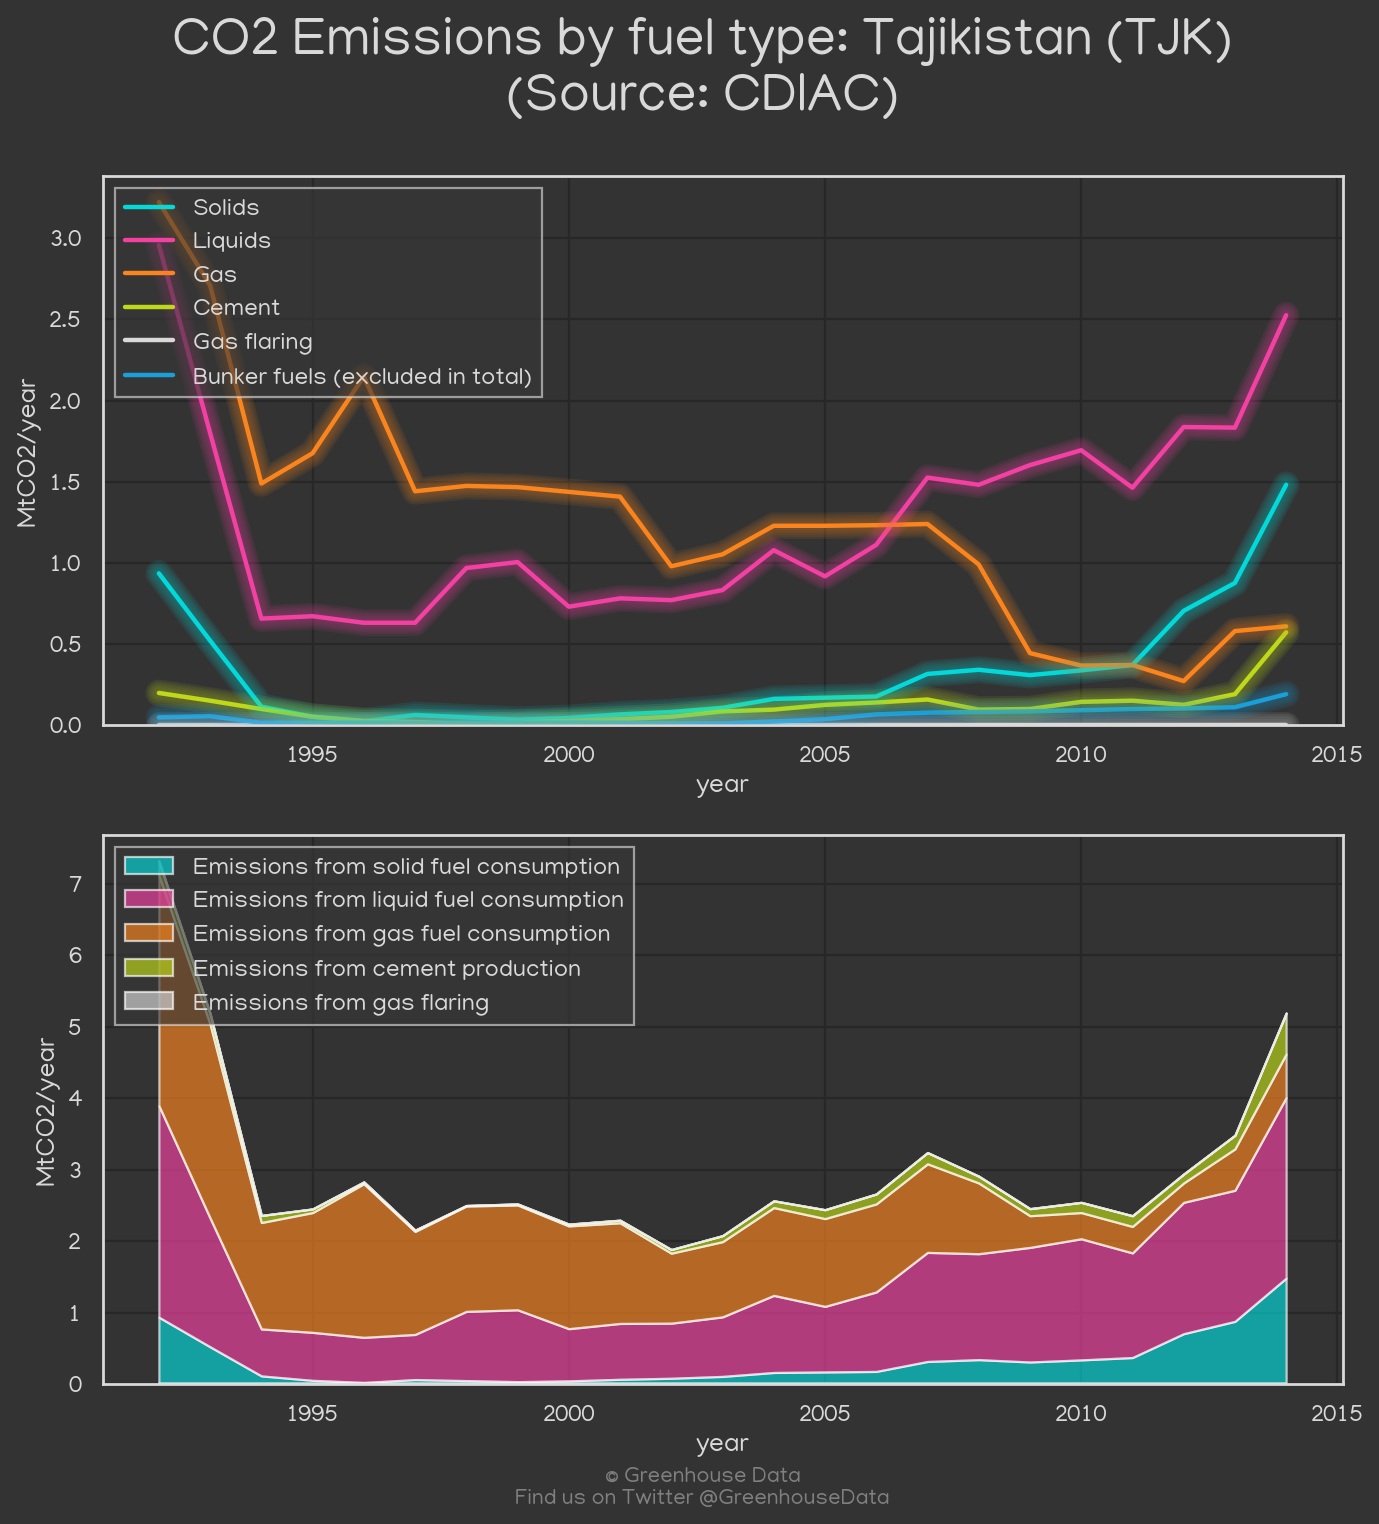 CO2 Emissions by fuel type: Tajikistan (TJK)
(Source: CDIAC)
Solids
Liquids
Gas
Cement
Gas flaring
Bunker fuels (excluded in total)
3.0
2.5
2.0
1.5
1.0
0.5
0.0
MtCO2/year
1995
2000
2005
2010
2015
year
Emissions from solid fuel consumption
Emissions from liquid fuel consumption
Emissions from gas fuel consumption
Emissions from cement production
Emissions from gas flaring
7
6
5
4
3
2
1
0
MtCO2/year
1995
2000
2005
2010
2015
year
© Greenhouse Data
Find us on Twitter @GreenhouseData